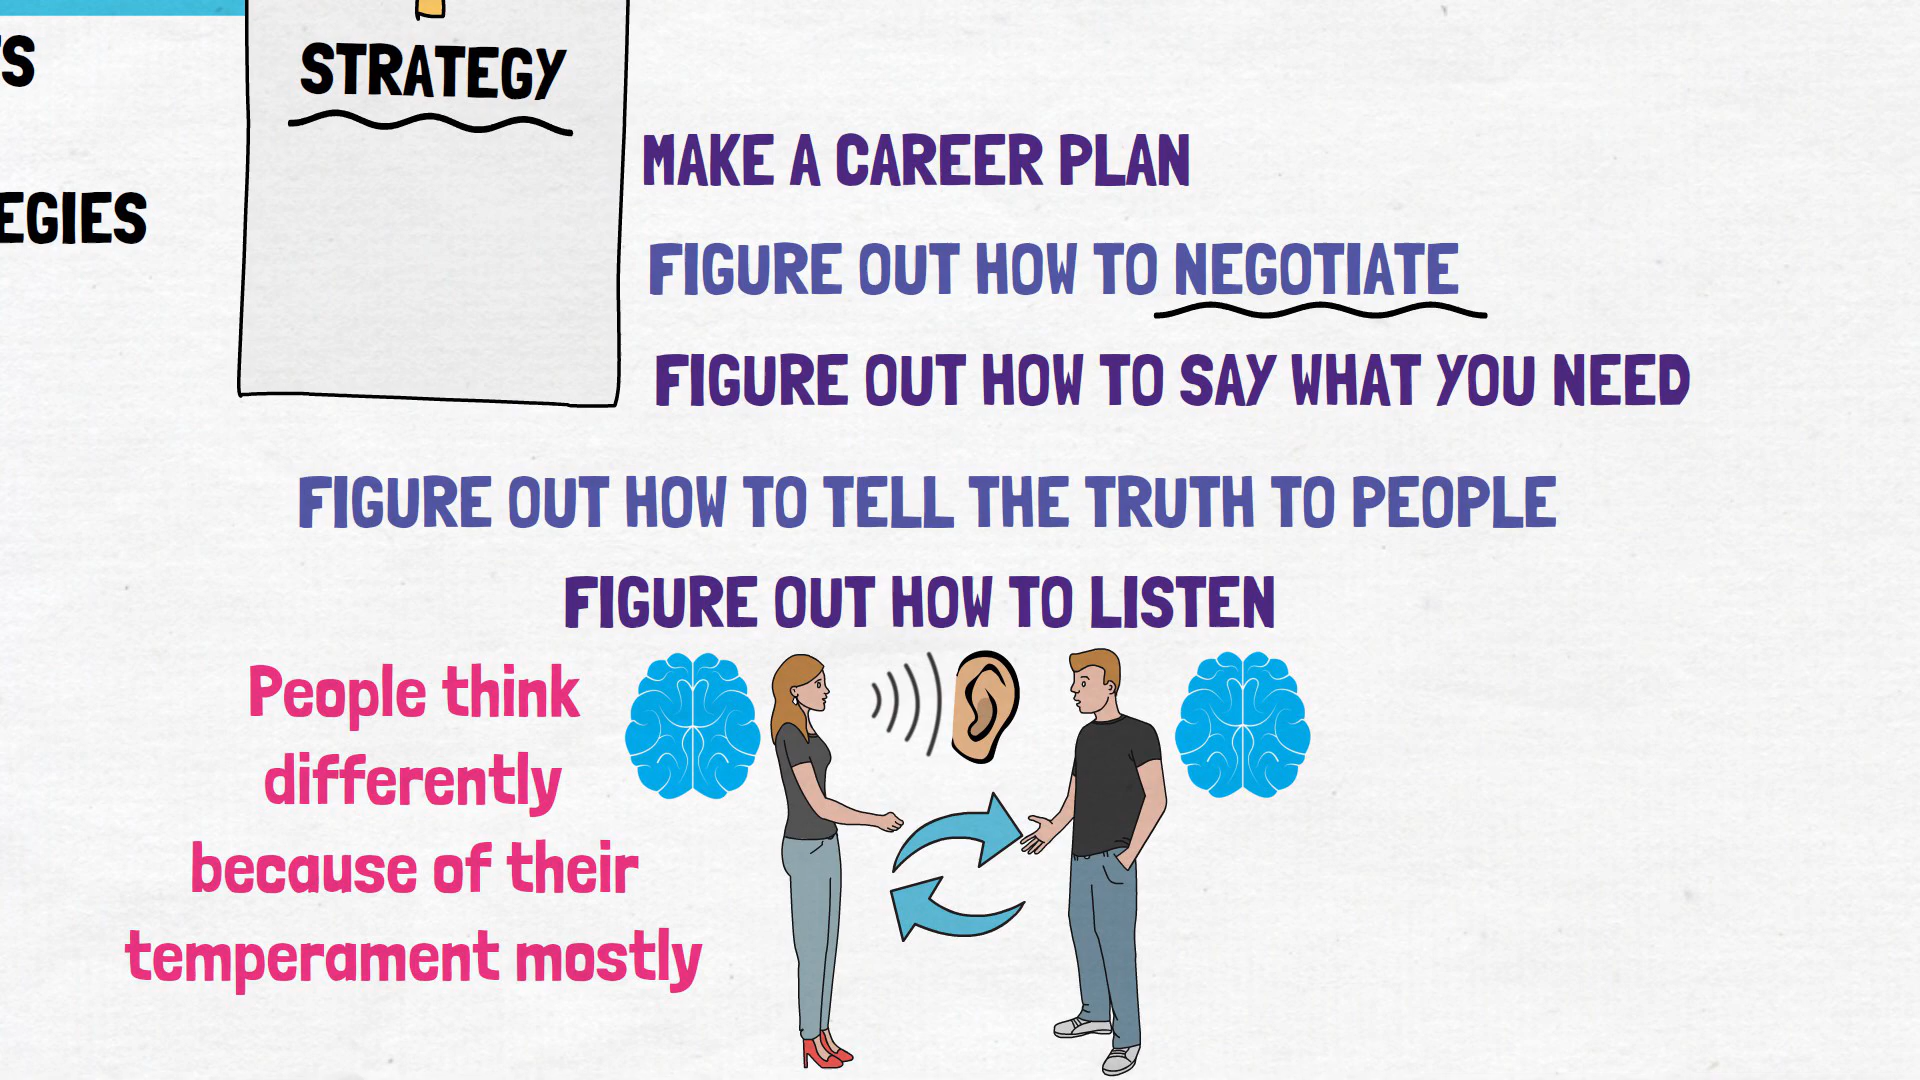 STRATEGY
MAKE A CAREER PLAN
FIGURE OUT HOW TO NEGOTIATE
FIGURE OUT HOW TO SAY WHAT YOU NEED
FIGURE OUT HOW TO TELL THE TRUTH TO PEOPLE
FIGURE OUT HOW TO LISTEN
People think
differently
because of their
temperament mostly